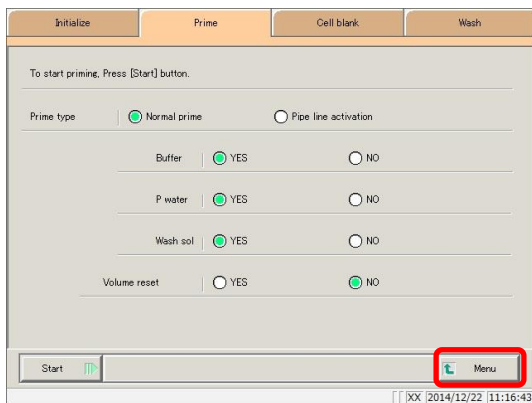 Initialize Prime Cell blank Wash
To start priming, Press [Start] button.
Prime type Normal prime Pipe line activation
Buffer YES NO
P water YES NO
Wash sol YES NO
Volume reset YES NO
Start Menu
XX 2014/12/22 11:16:43